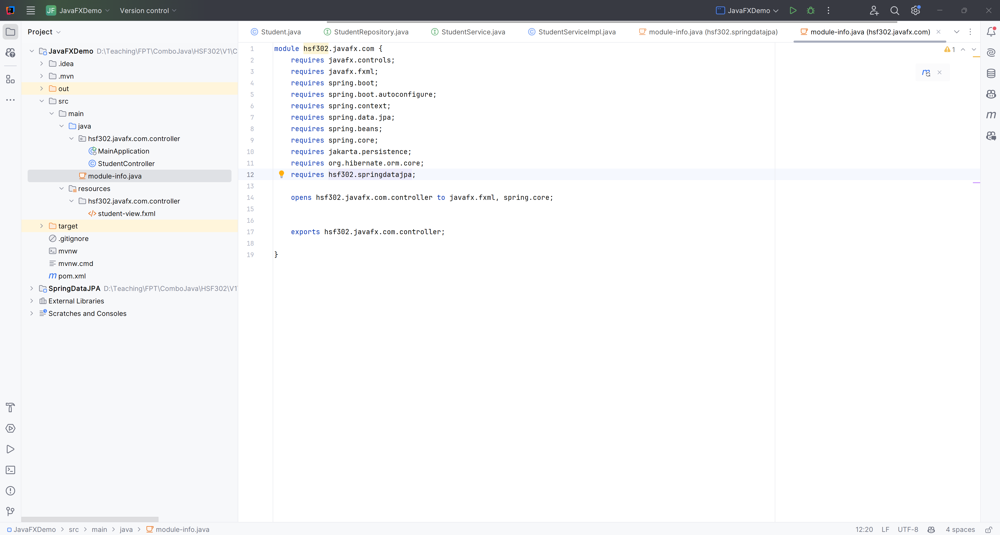 JF JavaFXDemo Version control JavaFXDemo
Project
JavaFXDemo D:\Teaching\FPT\ComboJava\HSF302\V1\C
.idea
.mvn
out
src
main
java
hsf302.javafx.com.controller
MainApplication
StudentController
module-info.java
resources
hsf302.javafx.com.controller
student-view.fxml
target
.gitignore
mvnw
mvnw.cmd
pom.xml
SpringDataJPA D:\Teaching\FPT\ComboJava\HSF302\V1
External Libraries
Scratches and Consoles
Student.java StudentRepository.java StudentService.java StudentServiceImpl.java module-info.java (hsf302.springdatajpa) module-info.java (hsf302.javafx.com)
1 module hsf302.javafx.com {
2 requires javafx.controls;
3 requires javafx.fxml;
4 requires spring.boot;
5 requires spring.boot.autoconfigure;
6 requires spring.context;
7 requires spring.data.jpa;
8 requires spring.beans;
9 requires spring.core;
10 requires jakarta.persistence;
11 requires org.hibernate.orm.core;
12 requires hsf302.springdatajpa;
13
14 opens hsf302.javafx.com.controller to javafx.fxml, spring.core;
15
16
17 exports hsf302.javafx.com.controller;
18
19 }
1
JavaFXDemo > src > main > java > module-info.java
12:20 LF UTF-8 4 spaces